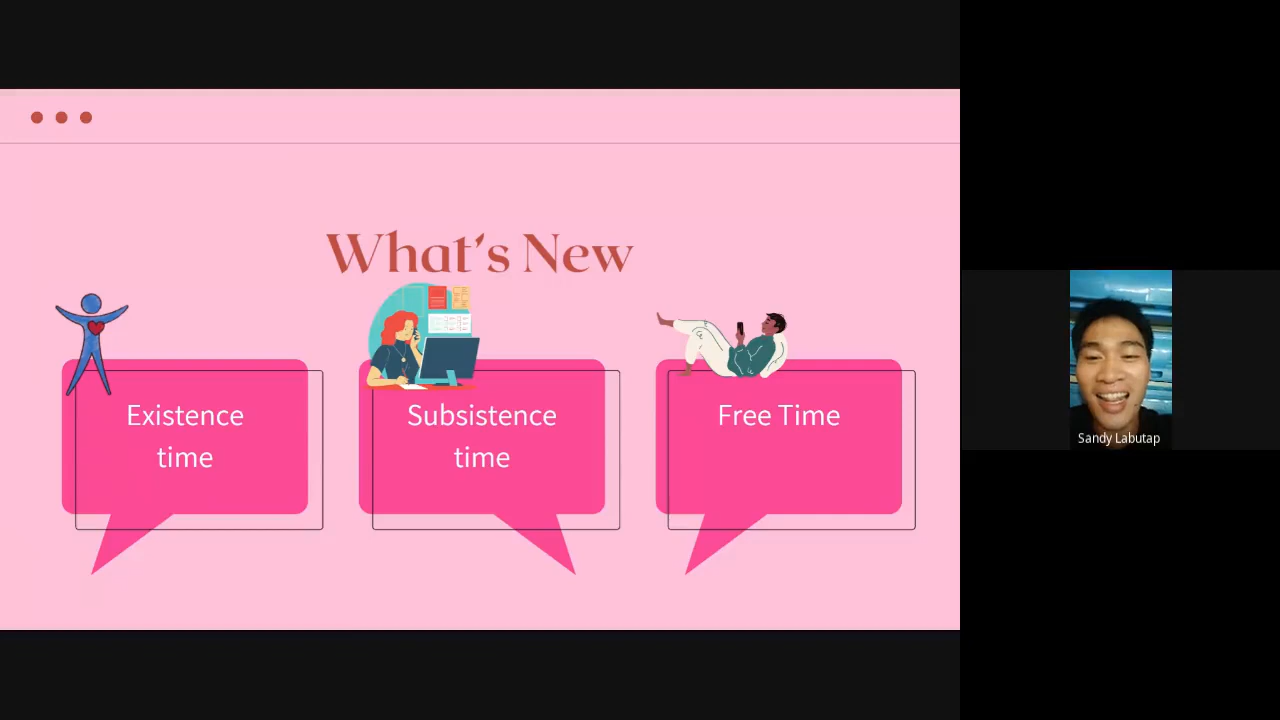 What's New
Existence
time
Subsistence
time
Free Time
Sandy Labutap